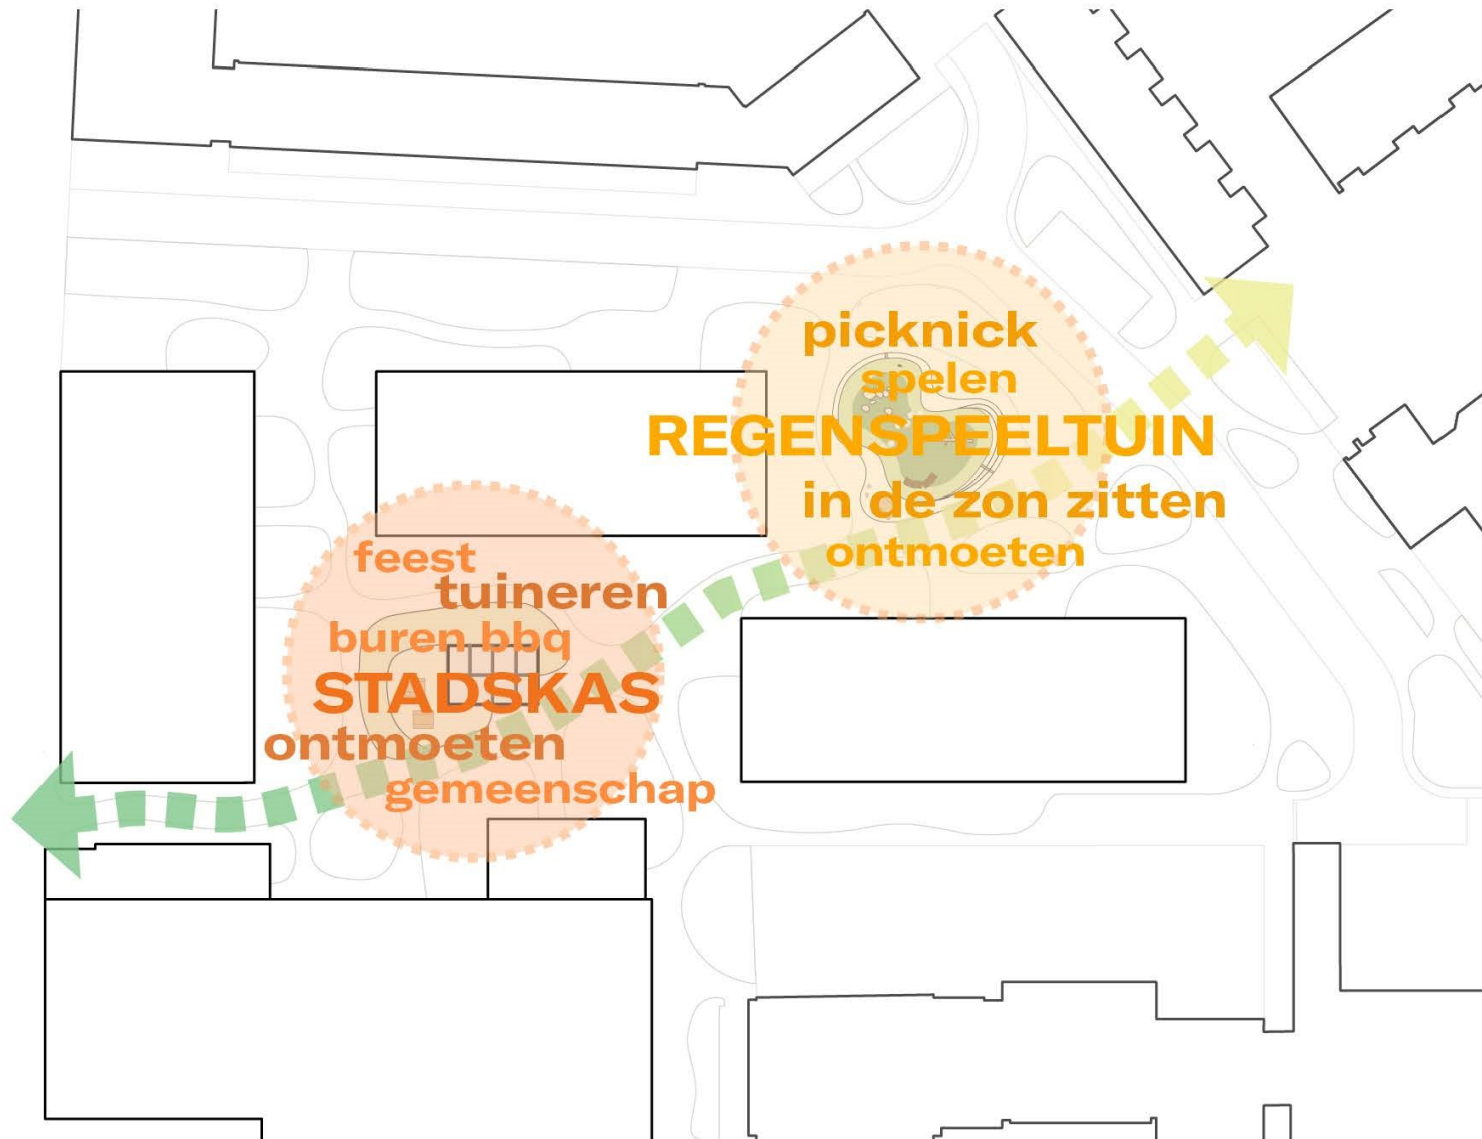 picknick
spelen
REGENSPEELTUIN
in de zon zitten
ontmoeten
feest
tuineren
buren bbq
STADSKAS
ontmoeten
gemeenschap